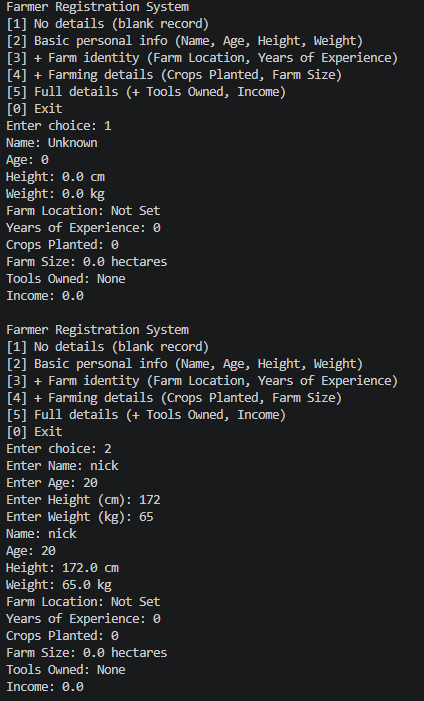 Farmer Registration System
[1] No details (blank record)
[2] Basic personal info (Name, Age, Height, Weight)
[3] + Farm identity (Farm Location, Years of Experience)
[4] + Farming details (Crops Planted, Farm Size)
[5] Full details (+ Tools Owned, Income)
[0] Exit
Enter choice: 1
Name: Unknown
Age: 0
Height: 0.0 cm
Weight: 0.0 kg
Farm Location: Not Set
Years of Experience: 0
Crops Planted: 0
Farm Size: 0.0 hectares
Tools Owned: None
Income: 0.0

Farmer Registration System
[1] No details (blank record)
[2] Basic personal info (Name, Age, Height, Weight)
[3] + Farm identity (Farm Location, Years of Experience)
[4] + Farming details (Crops Planted, Farm Size)
[5] Full details (+ Tools Owned, Income)
[0] Exit
Enter choice: 2
Enter Name: nick
Enter Age: 20
Enter Height (cm): 172
Enter Weight (kg): 65
Name: nick
Age: 20
Height: 172.0 cm
Weight: 65.0 kg
Farm Location: Not Set
Years of Experience: 0
Crops Planted: 0
Farm Size: 0.0 hectares
Tools Owned: None
Income: 0.0